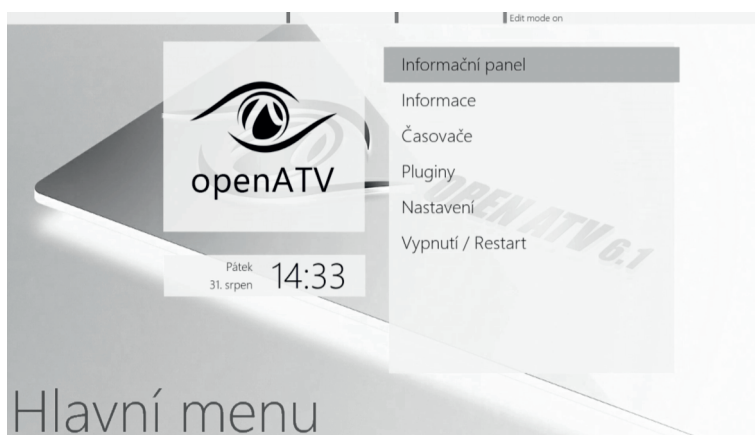 Edit mode on
openATV
Pátek
31. srpen
14:33
Informační panel
Informace
Časovače
Pluginy
Nastavení
Vypnutí / Restart
OPEN ATV 6.1
Hlavní menu